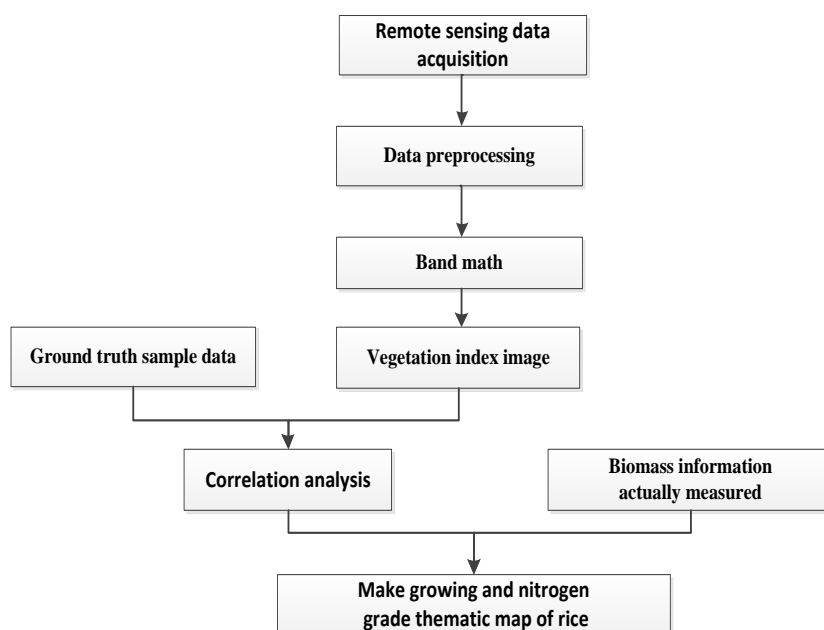 Remote sensing data
acquisition
Data preprocessing
Band math
Ground truth sample data
Vegetation index image
Correlation analysis
Biomass information
actually measured
Make growing and nitrogen
grade thematic map of rice